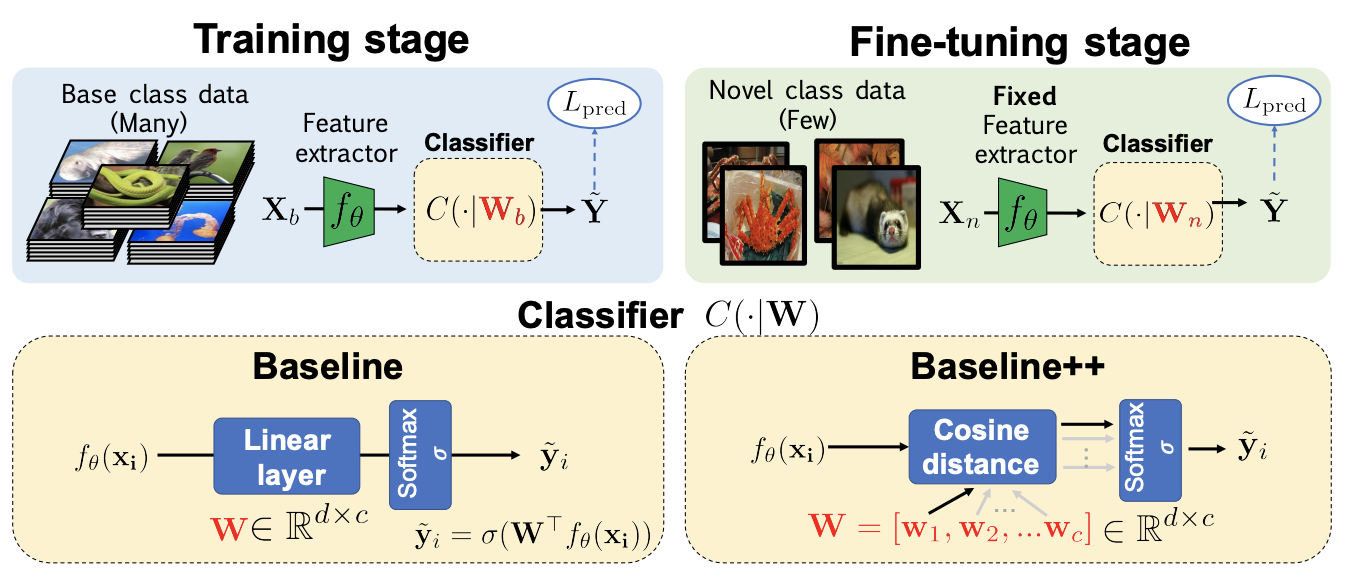 Training stage
Base class data
(Many)
Feature
extractor
Classifier
L_pred
X_b
f_θ
C(·|W_b)
Ỹ
Fine-tuning stage
Novel class data
(Few)
Fixed
Feature
extractor
Classifier
L_pred
X_n
f_θ
C(·|W_n)
Ỹ
Classifier C(·|W)
Baseline
f_θ(x_i)
Linear
layer
Softmax
σ
ỹ_i
W ∈ ℝ^{d×c}
ỹ_i = σ(W^⊤ f_θ(x_i))
Baseline++
f_θ(x_i)
Cosine
distance
Softmax
σ
ỹ_i
W = [w_1, w_2, ...w_c] ∈ ℝ^{d×c}